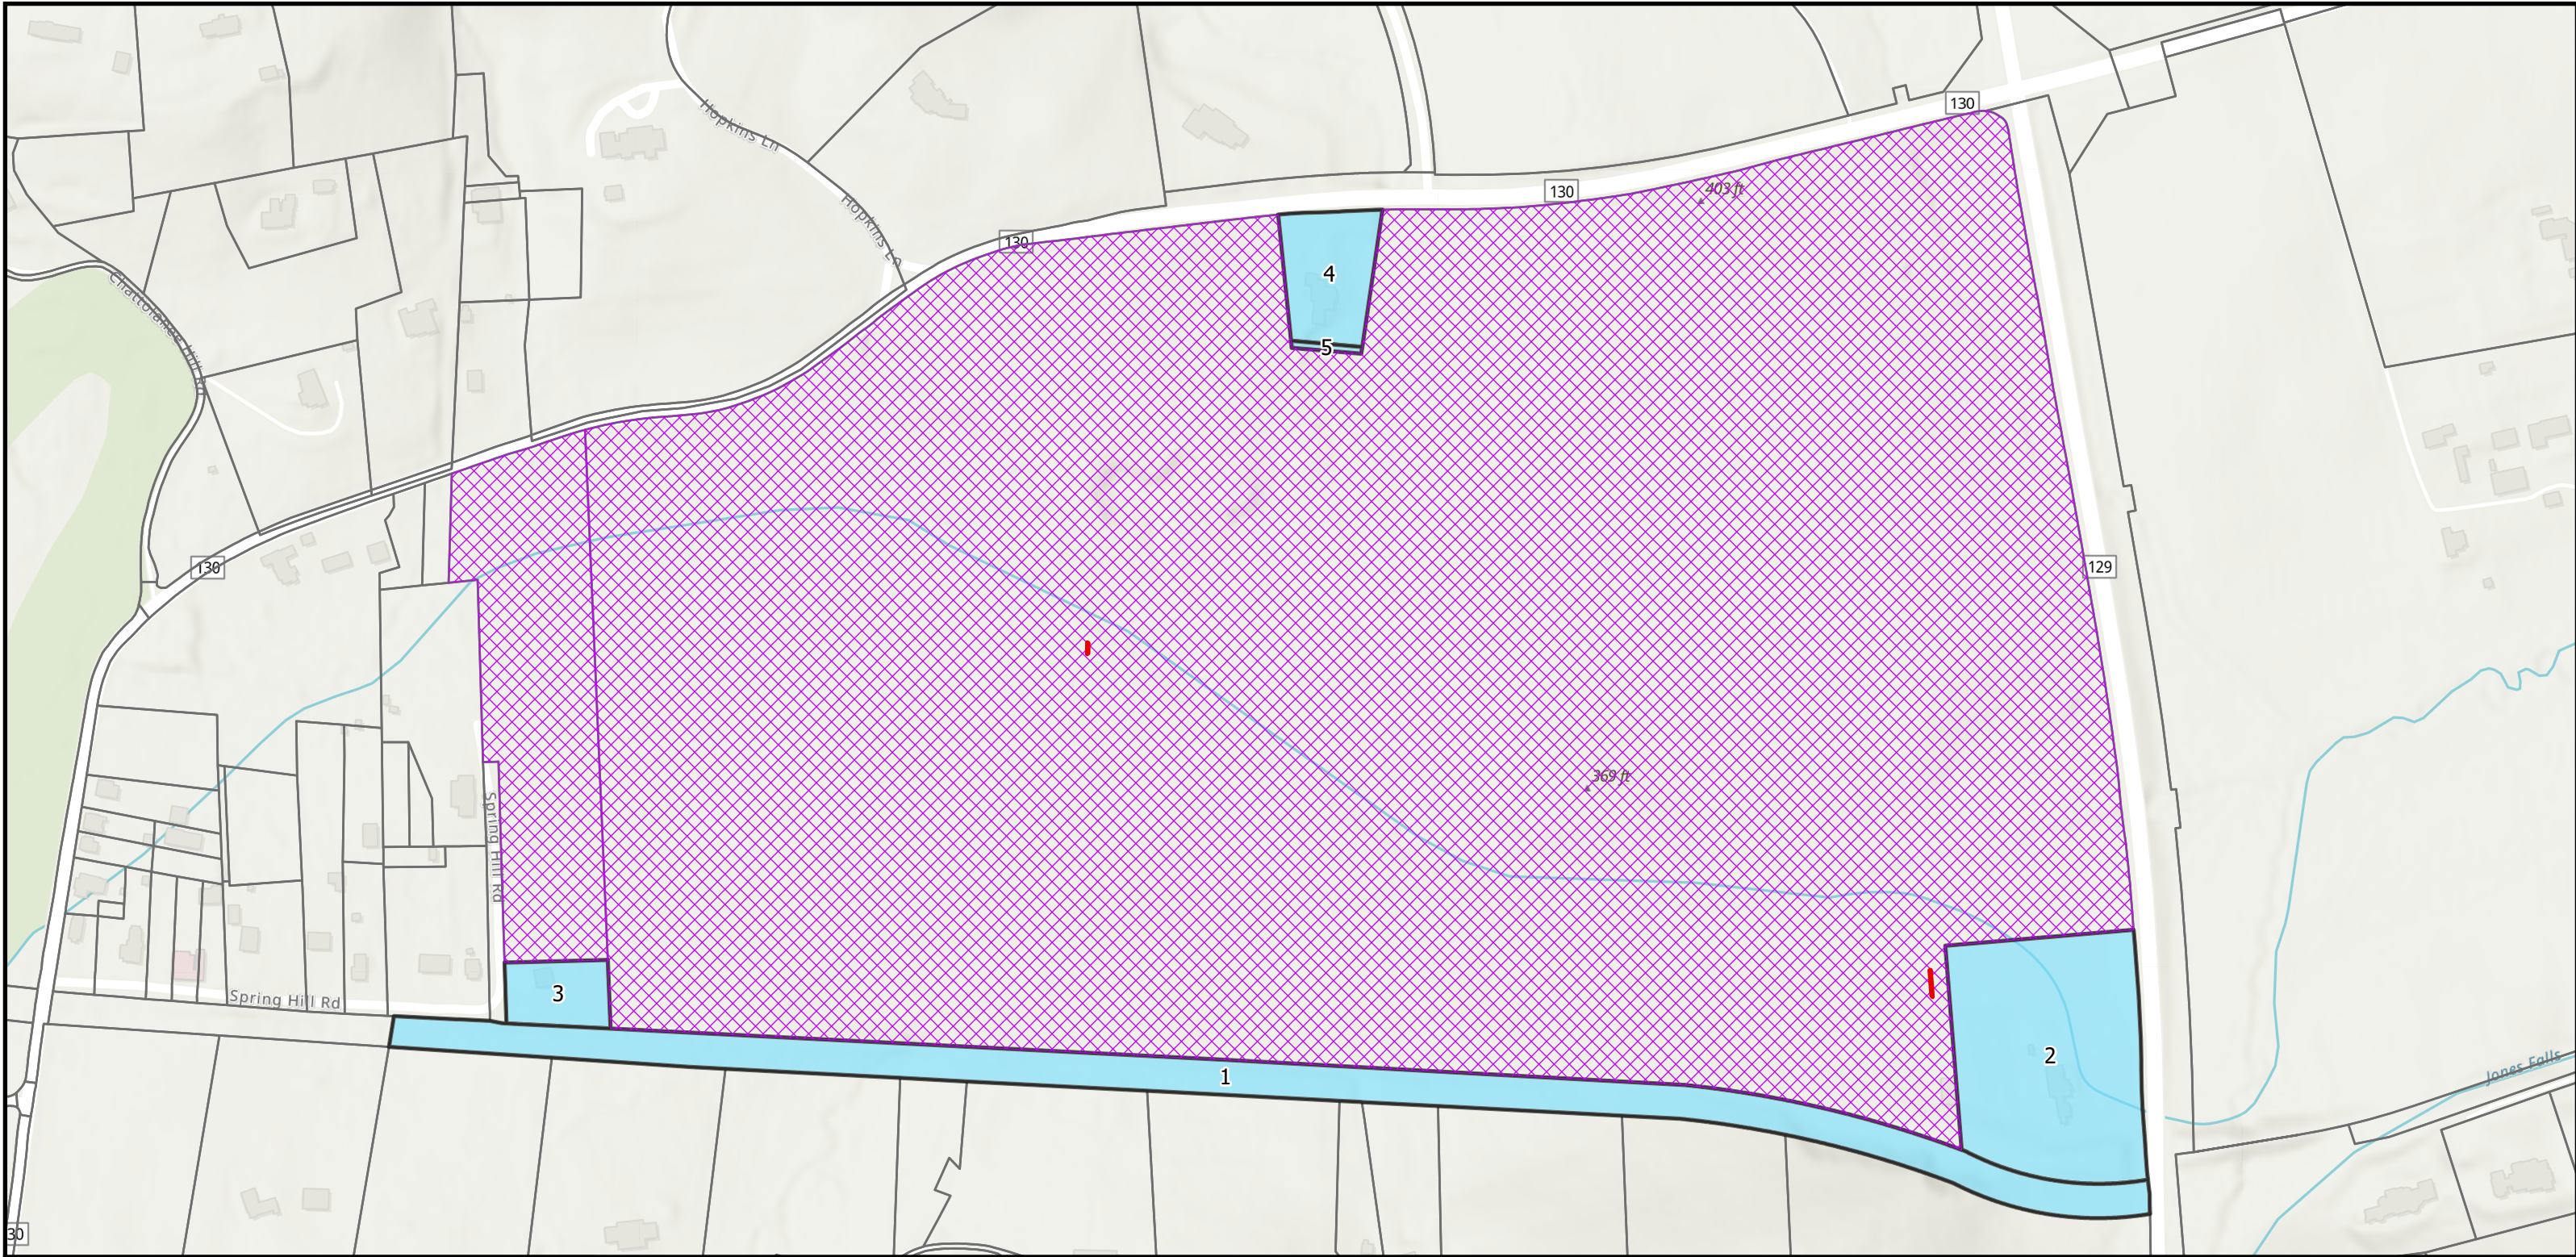 130
Hopkins Ln
403 ft
130
Hopkins Ln
130
4
Chattolanee Hill Rd
5
130
129
369 ft
Spring Hill Rd
3
Spring Hill Rd
2
Jones Falls
1
30